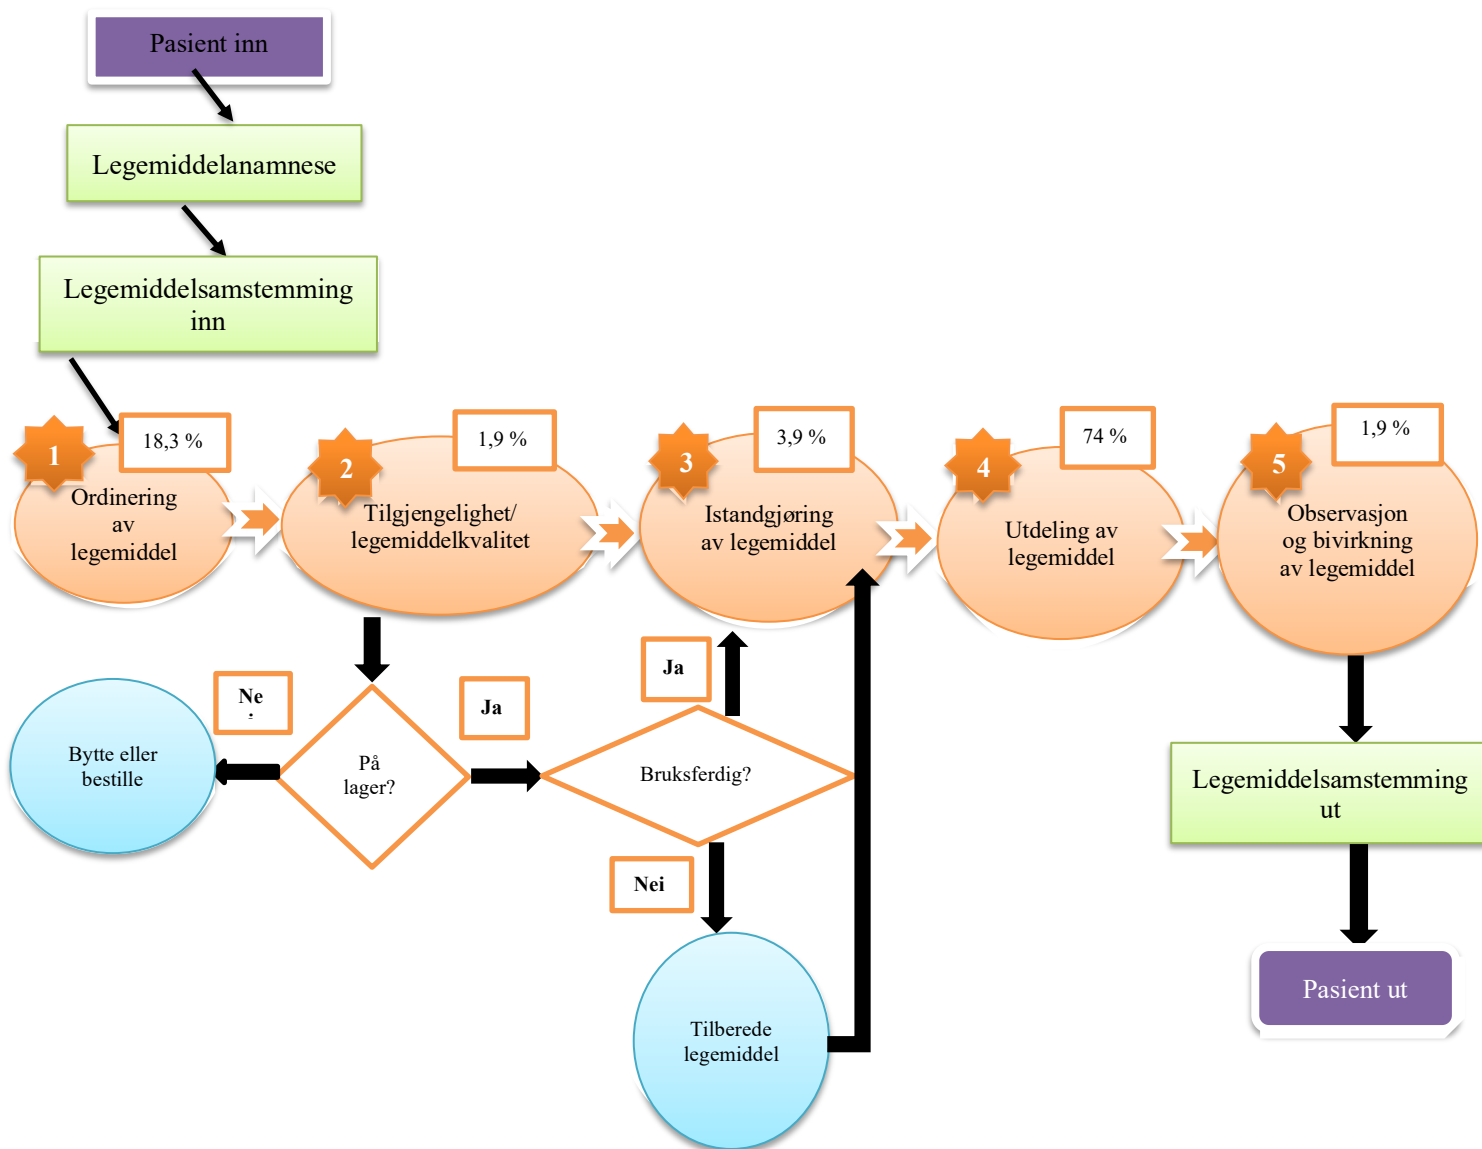 Pasient inn
Legemiddelanamnese
Legemiddelsamstemming
inn
1
18,3 %
Ordinering
av
legemiddel
2
1,9 %
Tilgjengelighet/
legemiddelkvalitet
3
3,9 %
Istandgjøring
av legemiddel
4
74 %
Utdeling av
legemiddel
5
1,9 %
Observasjon
og bivirkning
av legemiddel
Nei
Ja
Ja
Bytte eller
bestille
På
lager?
Bruksferdig?
Nei
Tilberede
legemiddel
Legemiddelsamstemming
ut
Pasient ut